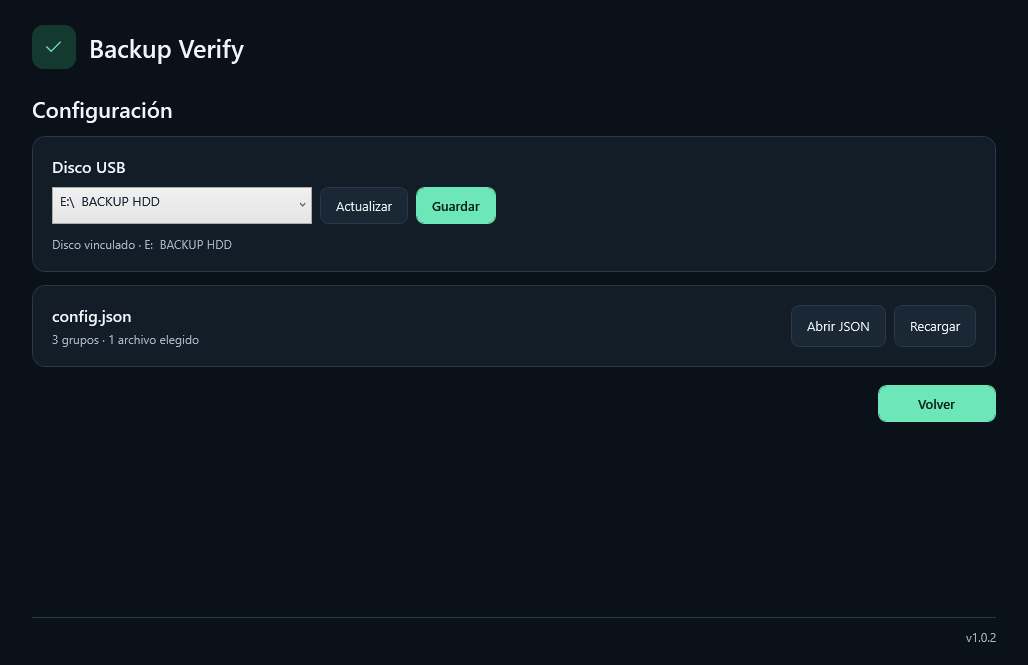 Backup Verify
Configuración
Disco USB
E:\ BACKUP HDD
Actualizar
Guardar
Disco vinculado · E: BACKUP HDD
config.json
3 grupos · 1 archivo elegido
Abrir JSON
Recargar
Volver
v1.0.2